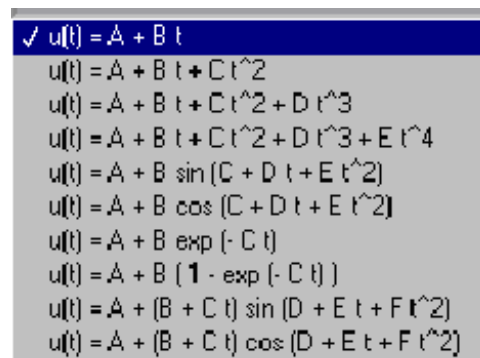 ✓ u(t) = A + B t
u(t) = A + B t + C t^2
u(t) = A + B t + C t^2 + D t^3
u(t) = A + B t + C t^2 + D t^3 + E t^4
u(t) = A + B sin (C + D t + E t^2)
u(t) = A + B cos (C + D t + E t^2)
u(t) = A + B exp (- C t)
u(t) = A + B ( 1 - exp (- C t) )
u(t) = A + (B + C t) sin (D + E t + F t^2)
u(t) = A + (B + C t) cos (D + E t + F t^2)